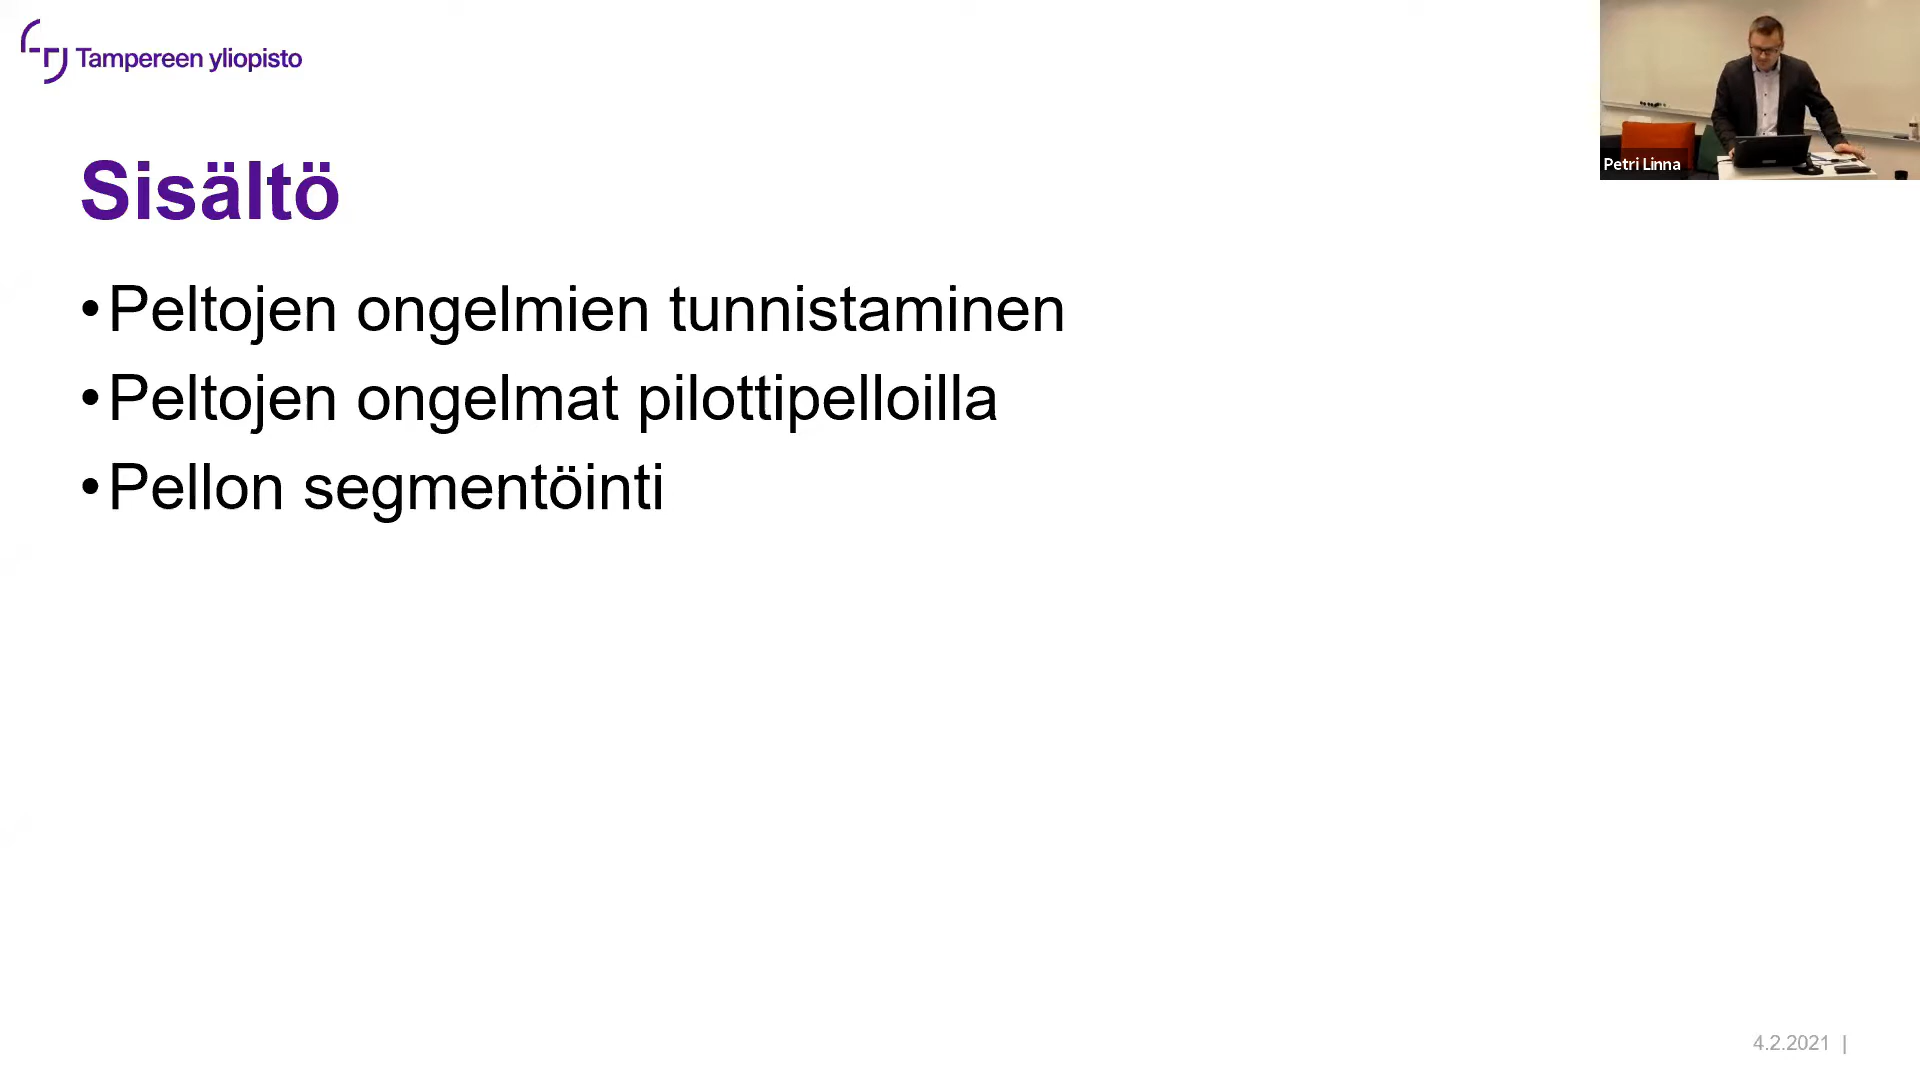 Tampereen yliopisto
Petri Linna
Sisältö
•Peltojen ongelmien tunnistaminen
•Peltojen ongelmat pilottipelloilla
•Pellon segmentöinti
4.2.2021 |